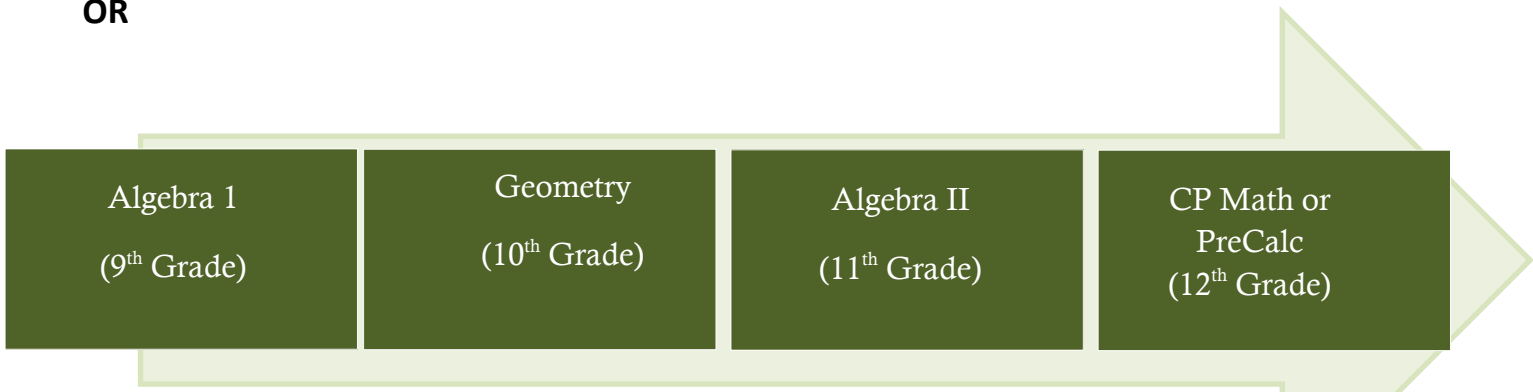 OR
Algebra 1
(9th Grade)
Geometry
(10th Grade)
Algebra II
(11th Grade)
CP Math or
PreCalc
(12th Grade)